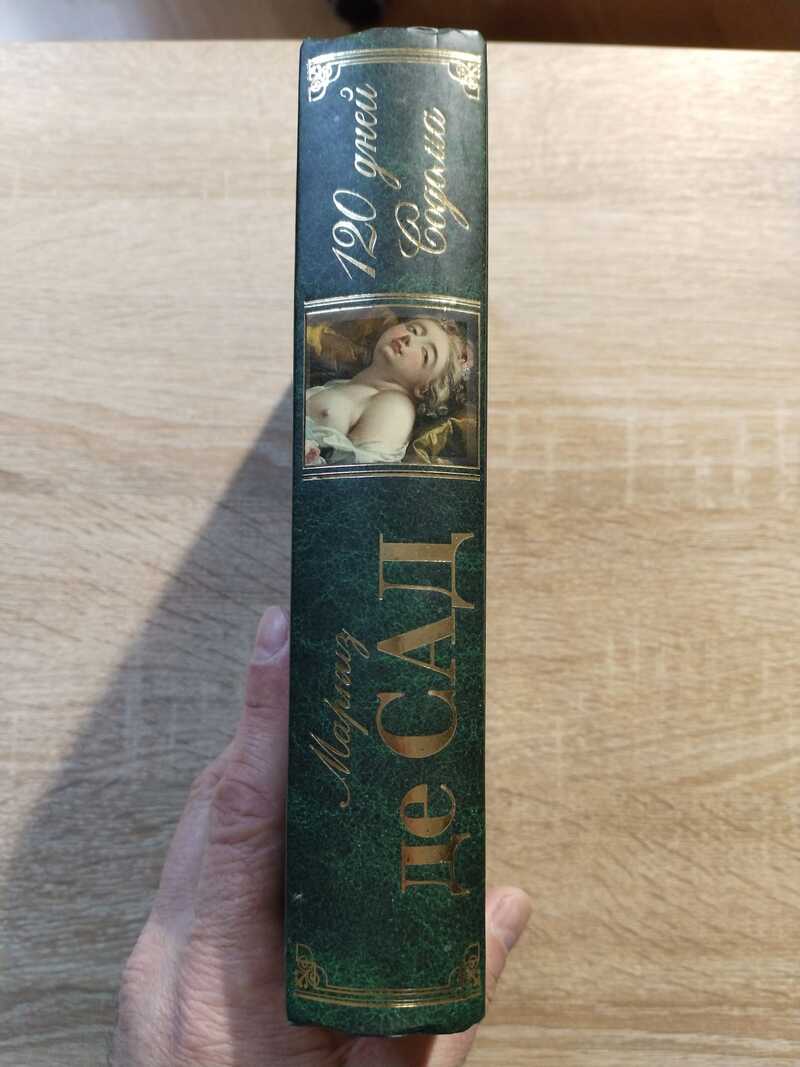 Маркиз
де САД
120 дней
Содома